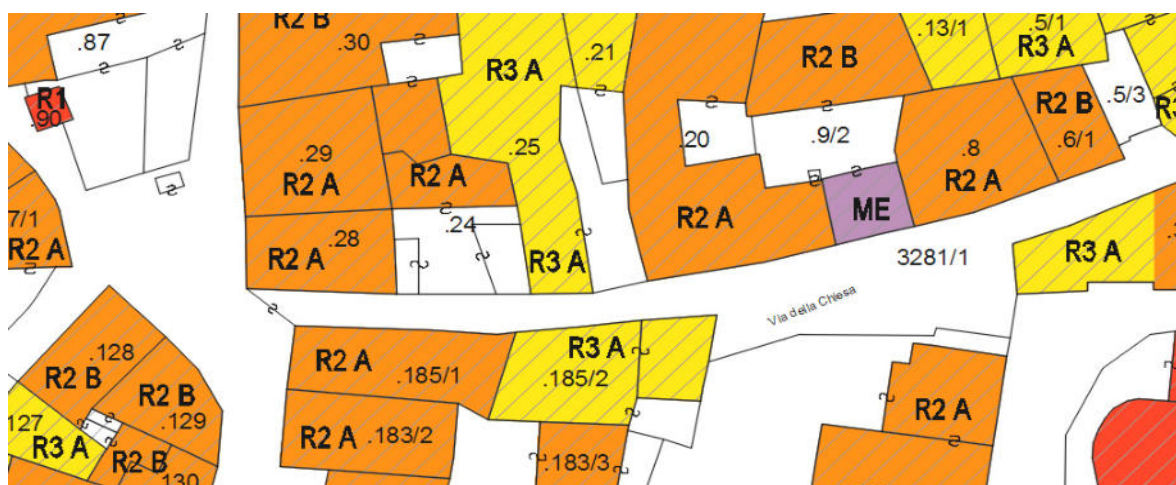 R2 B
.30
.87
R3 A
.21
.13/1
.5/1
R3 A
R2 B
R1
.90
R2 B
.5/3
.6/1
.29
R2 A
.25
.20
.9/2
.8
R2 A
R2 A
ME
7/1
R2 A
.28
R2 A
.24
R3 A
R2 A
3281/1
R3 A
Via della Chiesa
.128
R2 B
R2 A
.185/1
R3 A
.185/2
R2 B
.129
127
R3 A
R2 B
130
R2 A
.183/2
.183/3
R2 A